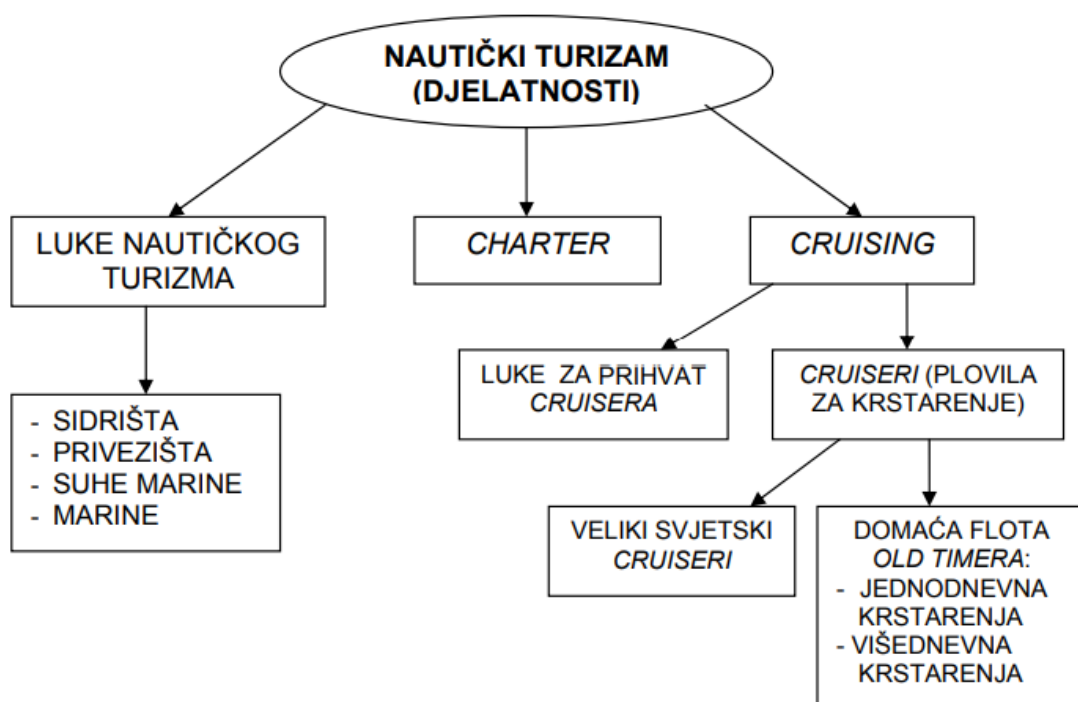 NAUTIČKI TURIZAM
(DJELATNOSTI)
LUKE NAUTIČKOG
TURIZMA
CHARTER
CRUISING
LUKE ZA PRIHVAT
CRUISERA
CRUISERI (PLOVILA
ZA KRSTARENJE)
- SIDRIŠTA
- PRIVEZIŠTA
- SUHE MARINE
- MARINE
VELIKI SVJETSKI
CRUISERI
DOMAĆA FLOTA
OLD TIMERA:
- JEDNODNEVNA
KRSTARENJA
- VIŠEDNEVNA
KRSTARENJA